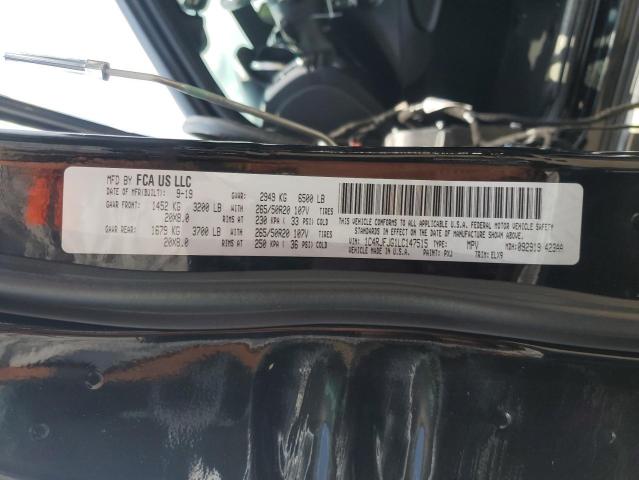 MFD BY FCA US LLC
DATE OF MFR(BUILT): 9-19 GVWR: 2949 KG 6500 LB
GAWR FRONT: 1452 KG 3200 LB 265/50R20 107V TIRES
20X8.0 RIMS AT 230 KPA ( 33 PSI) COLD
GAWR REAR: 1679 KG 3700 LB 265/50R20 107V TIRES
20X8.0 RIMS AT 250 KPA ( 36 PSI) COLD
THIS VEHICLE CONFORMS TO ALL APPLICABLE U.S.A. FEDERAL MOTOR VEHICLE SAFETY
STANDARDS IN EFFECT ON THE DATE OF MANUFACTURE SHOWN ABOVE.
VIN: 1C4RJFJG1LC147515 TYPE: MPV MDH:092919 423AA
VEHICLE MADE IN U.S.A. PAINT: PXJ TRIM: ELX9